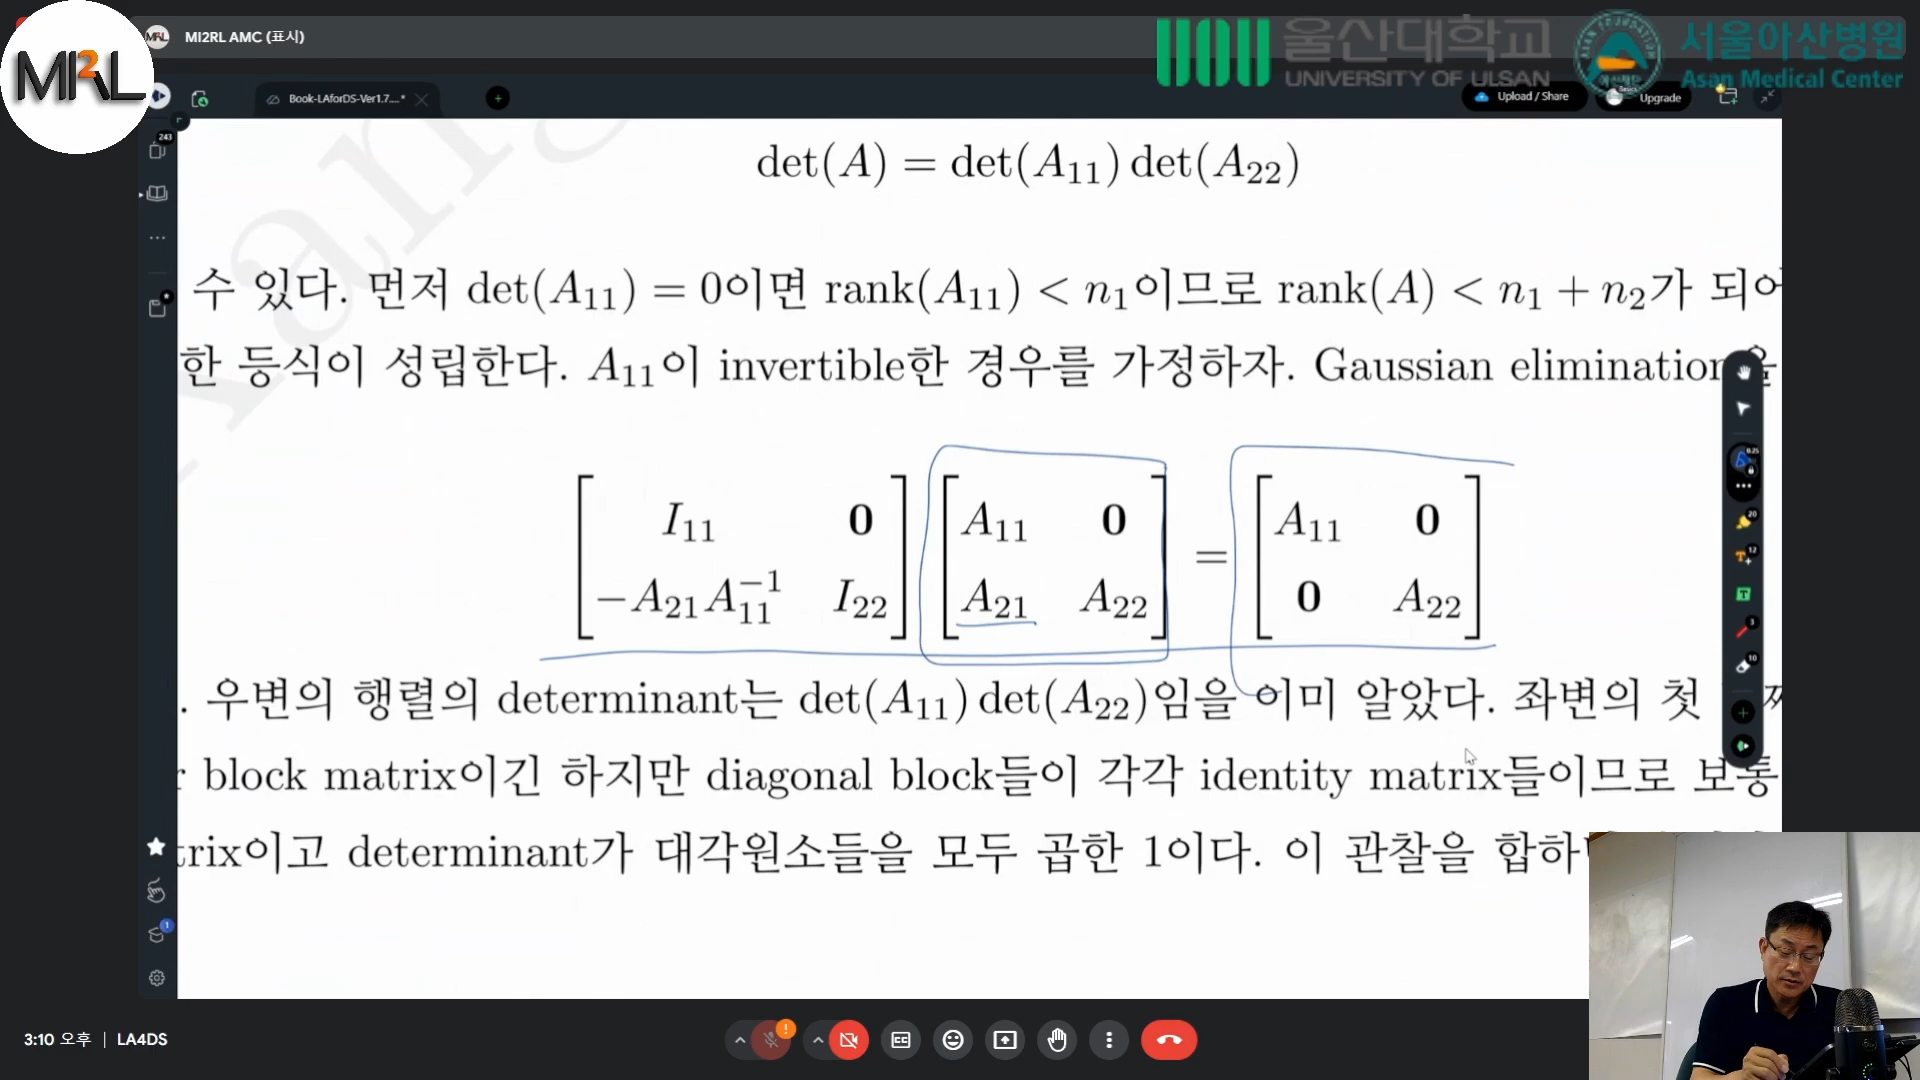 MI2RL
MI2RL AMC (표시)
울산대학교
UNIVERSITY OF ULSAN
서울아산병원
Asan Medical Center
Book-LAforDS-Ver1.7....*
Upload / Share
Basics
Upgrade
243
det(A) = det(A₁₁) det(A₂₂)
수 있다. 먼저 det(A₁₁) = 0이면 rank(A₁₁) < n₁이므로 rank(A) < n₁ + n₂가 되어
한 등식이 성립한다. A₁₁이 invertible한 경우를 가정하자. Gaussian elimination을
[ I₁₁ 0 ] [ A₁₁ 0 ] = [ A₁₁ 0 ]
[ −A₂₁A₁₁⁻¹ I₂₂ ] [ A₂₁ A₂₂ ] [ 0 A₂₂ ]
. 우변의 행렬의 determinant는 det(A₁₁) det(A₂₂)임을 이미 알았다. 좌변의 첫
r block matrix이긴 하지만 diagonal block들이 각각 identity matrix들이므로 보통
trix이고 determinant가 대각원소들을 모두 곱한 1이다. 이 관찰을 합하
0.25
20
12
3
10
1
3:10 오후 | LA4DS